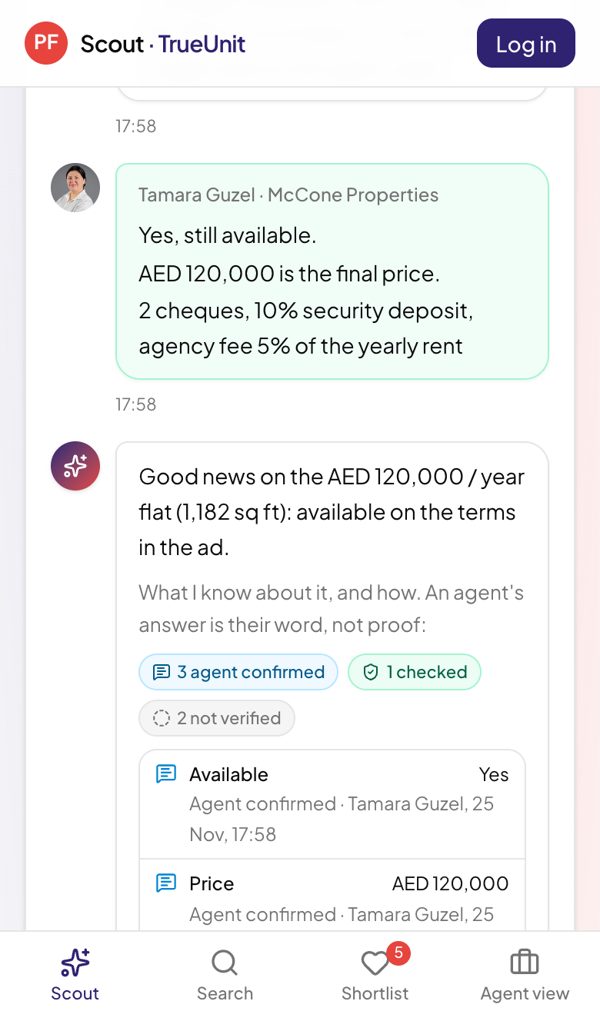 PF Scout · TrueUnit Log in
17:58
Tamara Guzel · McCone Properties
Yes, still available.
AED 120,000 is the final price.
2 cheques, 10% security deposit,
agency fee 5% of the yearly rent
17:58
Good news on the AED 120,000 / year
flat (1,182 sq ft): available on the terms
in the ad.
What I know about it, and how. An agent's
answer is their word, not proof:
3 agent confirmed 1 checked
2 not verified
Available Yes
Agent confirmed · Tamara Guzel, 25
Nov, 17:58
Price AED 120,000
Agent confirmed · Tamara Guzel, 25
5
Scout Search Shortlist Agent view